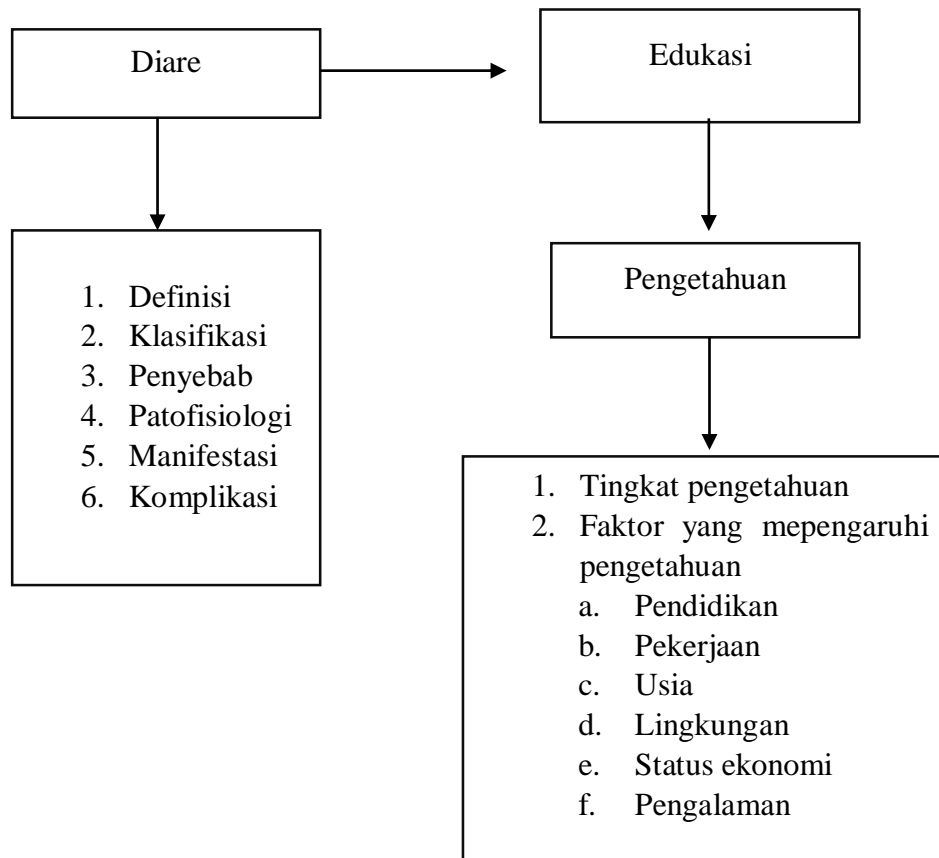 Diare
Edukasi
1. Definisi
2. Klasifikasi
3. Penyebab
4. Patofisiologi
5. Manifestasi
6. Komplikasi
Pengetahuan
1. Tingkat pengetahuan
2. Faktor yang mepengaruhi
pengetahuan
a. Pendidikan
b. Pekerjaan
c. Usia
d. Lingkungan
e. Status ekonomi
f. Pengalaman